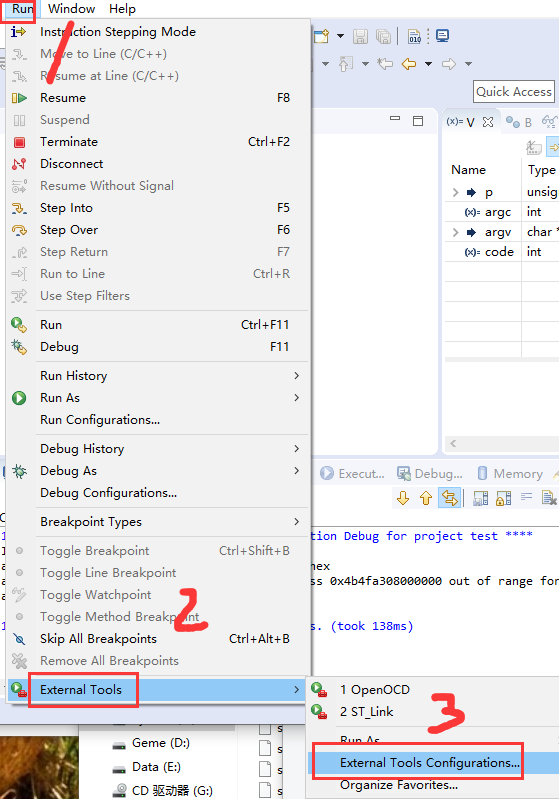 Run Window Help
1
Instruction Stepping Mode
Move to Line (C/C++)
Resume at Line (C/C++)
Resume F8
Suspend
Terminate Ctrl+F2
Disconnect
Resume Without Signal
Step Into F5
Step Over F6
Step Return F7
Run to Line Ctrl+R
Use Step Filters
Run Ctrl+F11
Debug F11
Run History
Run As
Run Configurations...
Debug History
Debug As
Debug Configurations...
Breakpoint Types
Toggle Breakpoint Ctrl+Shift+B
Toggle Line Breakpoint
Toggle Watchpoint
Toggle Method Breakpoint
2
Skip All Breakpoints Ctrl+Alt+B
Remove All Breakpoints
External Tools
1 OpenOCD
2 ST_Link
3
Run As
External Tools Configurations...
Organize Favorites...
Quick Access
(x)= V B
Name Type
p unsig
(x)= argc int
argv char *
(x)= code int
Execut... Debug... Memory
tion Debug for project test ****
nex
ss 0x4b4fa308000000 out of range for
s. (took 138ms)
Geme (D:)
Data (E:)
CD 驱动器 (G:)